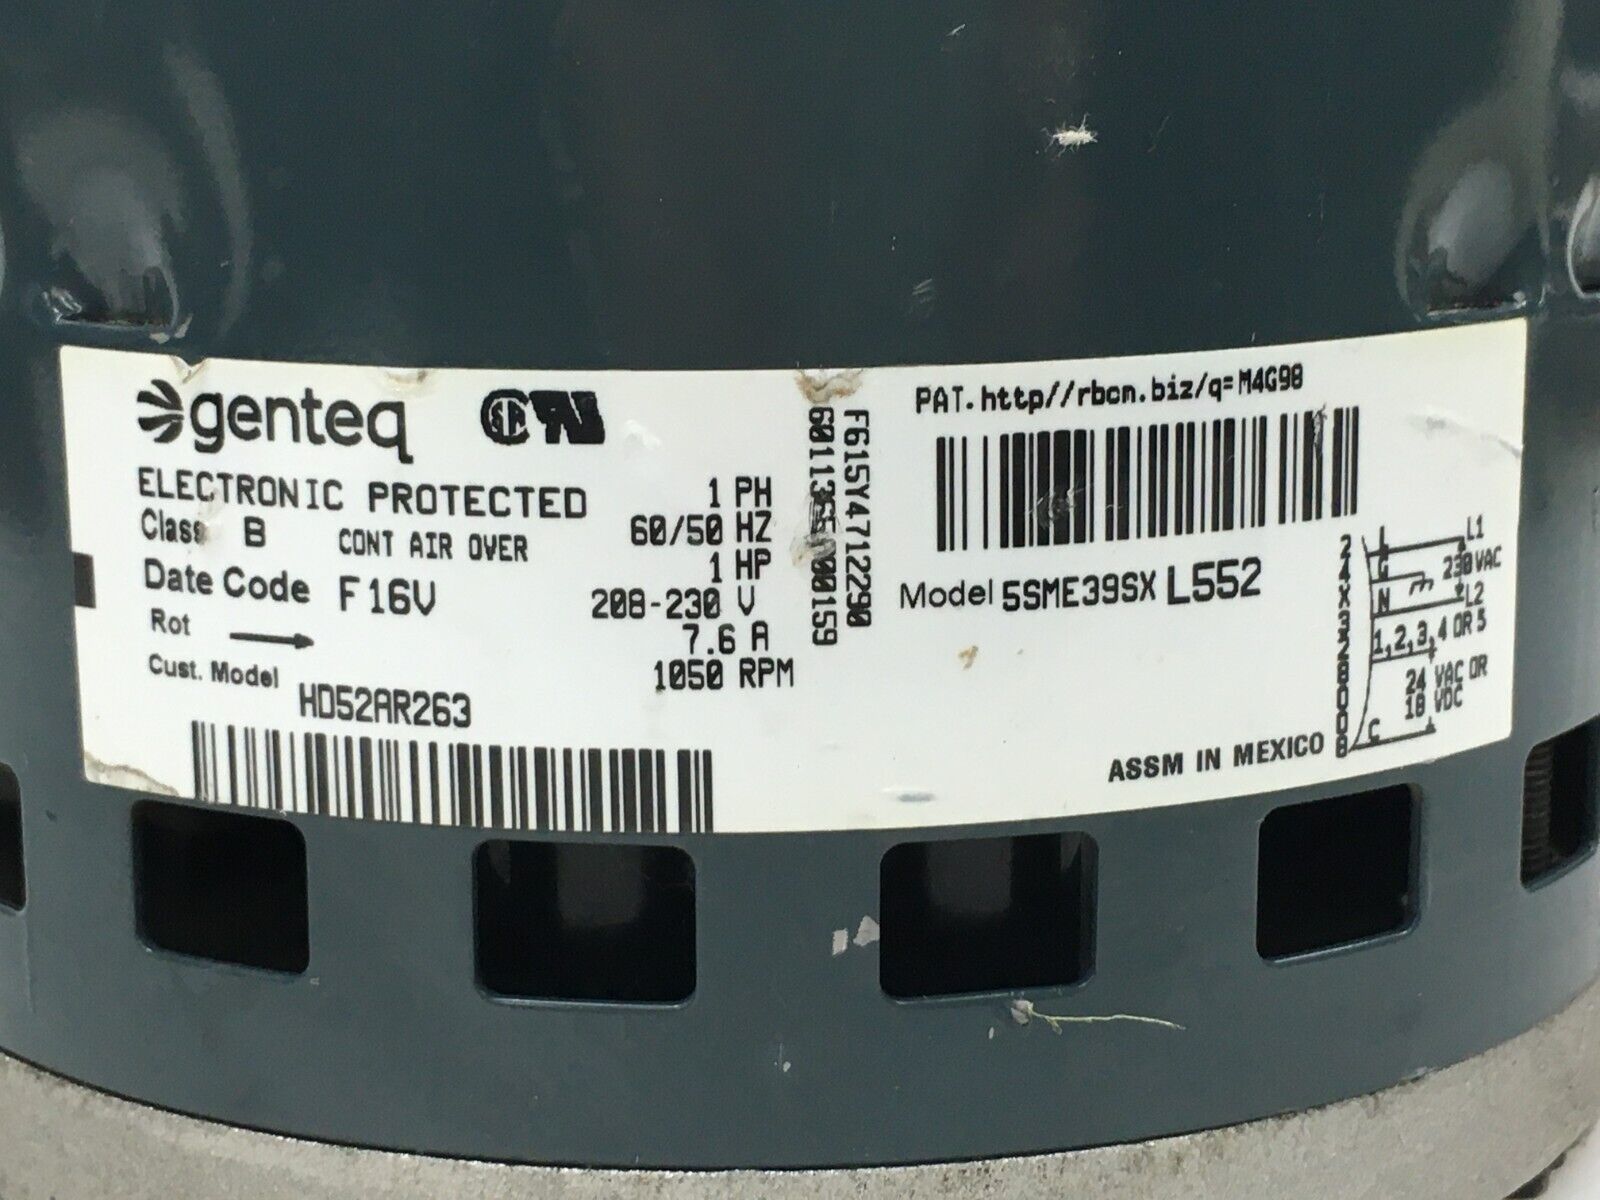 genteq
ELECTRONIC PROTECTED
Class B CONT AIR OVER
Date Code F16V
Rot
Cust. Model HD52AR263
1 PH
60/50 HZ
1 HP
208-230 V
7.6 A
1050 RPM
F615Y4712290
PAT. http//rbcn.biz/q=M4G98
Model 5SME39SX L552
ASSM IN MEXICO
L L1
G 230 VAC
N L2
1,2,3,4 OR 5
24 VAC OR
18 VDC
C